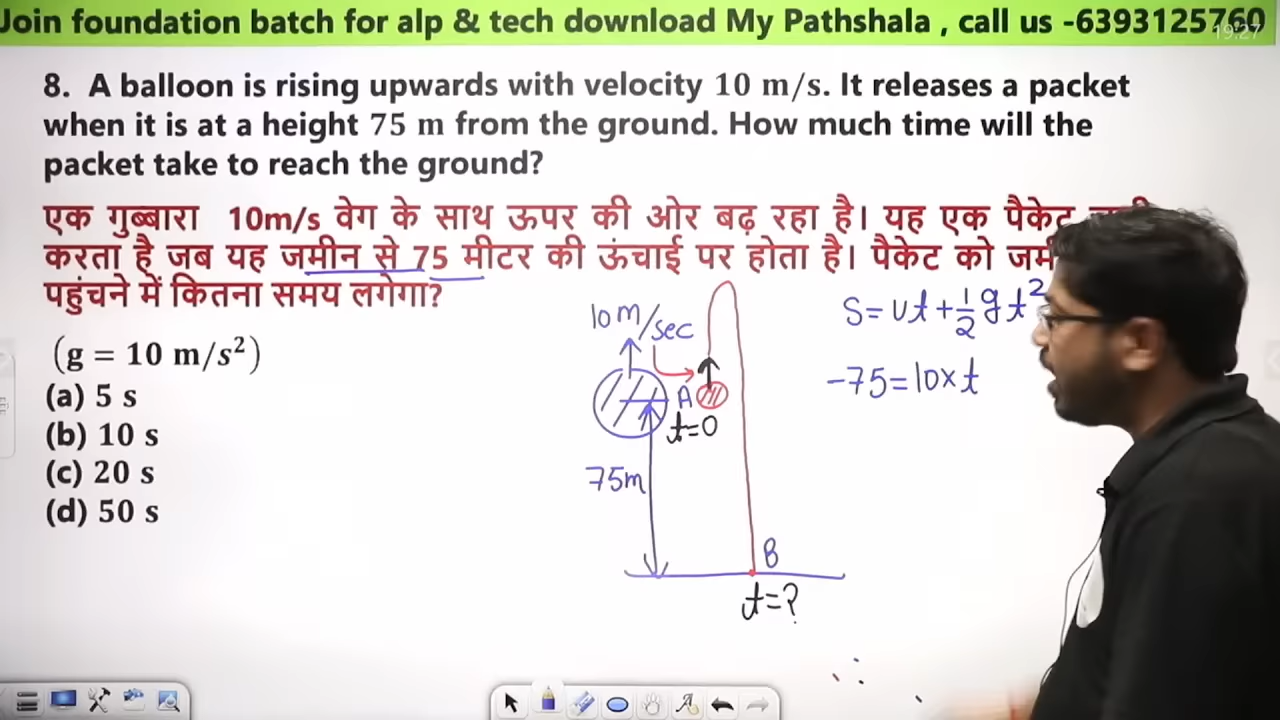 Join foundation batch for alp & tech download My Pathshala , call us -6393125760
19:27
8. A balloon is rising upwards with velocity 10 m/s. It releases a packet
when it is at a height 75 m from the ground. How much time will the
packet take to reach the ground?
एक गुब्बारा 10m/s वेग के साथ ऊपर की ओर बढ़ रहा है। यह एक पैकेट
करता है जब यह जमीन से 75 मीटर की ऊंचाई पर होता है। पैकेट को
पहुंचने में कितना समय लगेगा?
(g = 10 m/s²)
(a) 5 s
(b) 10 s
(c) 20 s
(d) 50 s
10m/sec
A
t=0
75m
B
t=?
S=ut+½gt²
-75=10×t